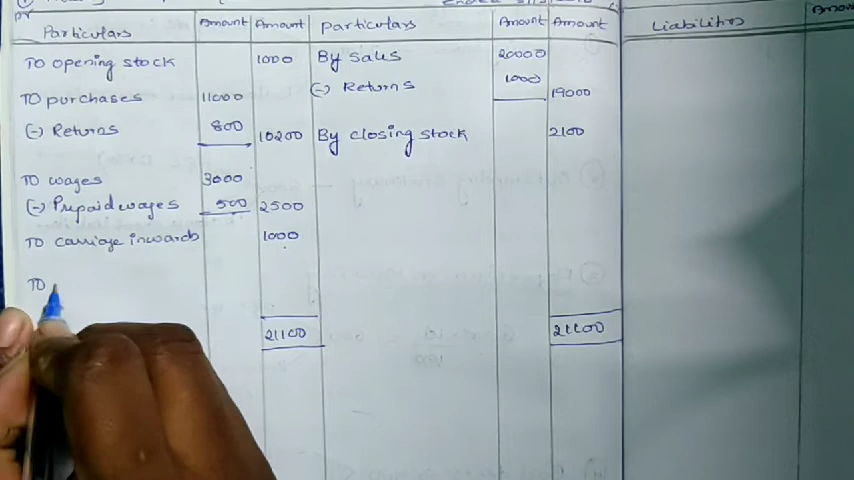 Dr
Particulars Amount Amount Particulars Amount Amount Liabilities
To opening stock 1000 By sales 20000
(-) Returns 1000 19000
To purchases 11000
(-) Returns 800 10200 By closing stock 2100
To wages 3000
(-) Prepaid wages 500 2500
To carriage inwards 1000
To
21100 21100